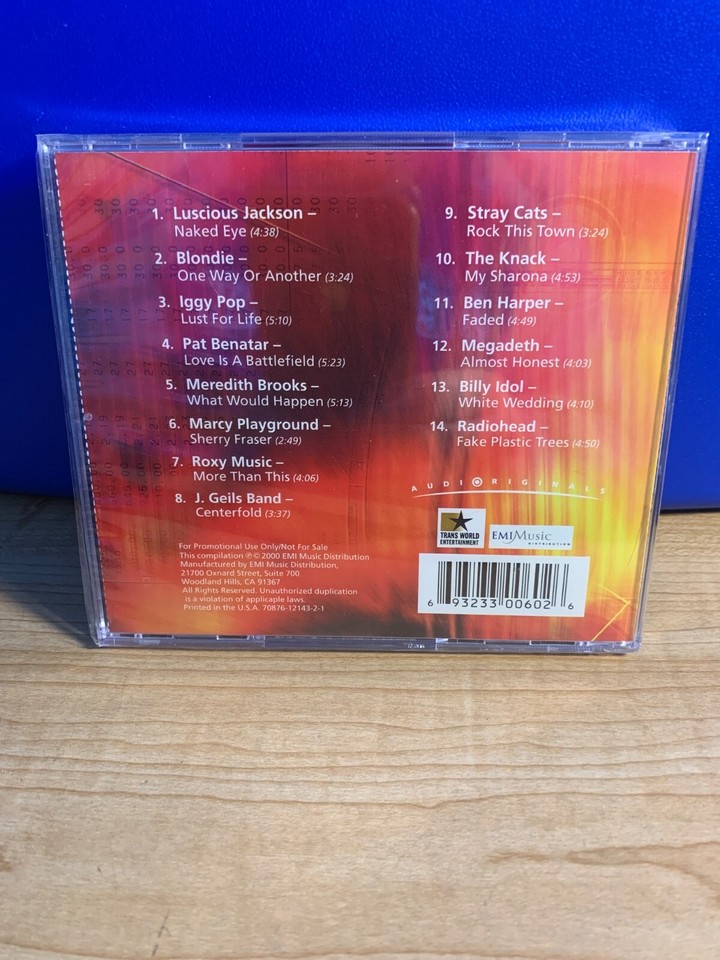 1. Luscious Jackson –
Naked Eye (4:38)
2. Blondie –
One Way Or Another (3:24)
3. Iggy Pop –
Lust For Life (5:10)
4. Pat Benatar –
Love Is A Battlefield (5:23)
5. Meredith Brooks –
What Would Happen (5:13)
6. Marcy Playground –
Sherry Fraser (2:49)
7. Roxy Music –
More Than This (4:06)
8. J. Geils Band –
Centerfold (3:37)
9. Stray Cats –
Rock This Town (3:24)
10. The Knack –
My Sharona (4:53)
11. Ben Harper –
Faded (4:49)
12. Megadeth –
Almost Honest (4:03)
13. Billy Idol –
White Wedding (4:10)
14. Radiohead –
Fake Plastic Trees (4:50)
AUDIORIGINALS
TRANS WORLD
ENTERTAINMENT
EMI Music
DISTRIBUTION
For Promotional Use Only/Not For Sale
This compilation ℗ © 2000 EMI Music Distribution
Manufactured by EMI Music Distribution,
21700 Oxnard Street, Suite 700
Woodland Hills, CA 91367
All Rights Reserved. Unauthorized duplication
is a violation of applicaple laws.
Printed in the U.S.A. 70876-12143-2-1
6 93233 00602 6